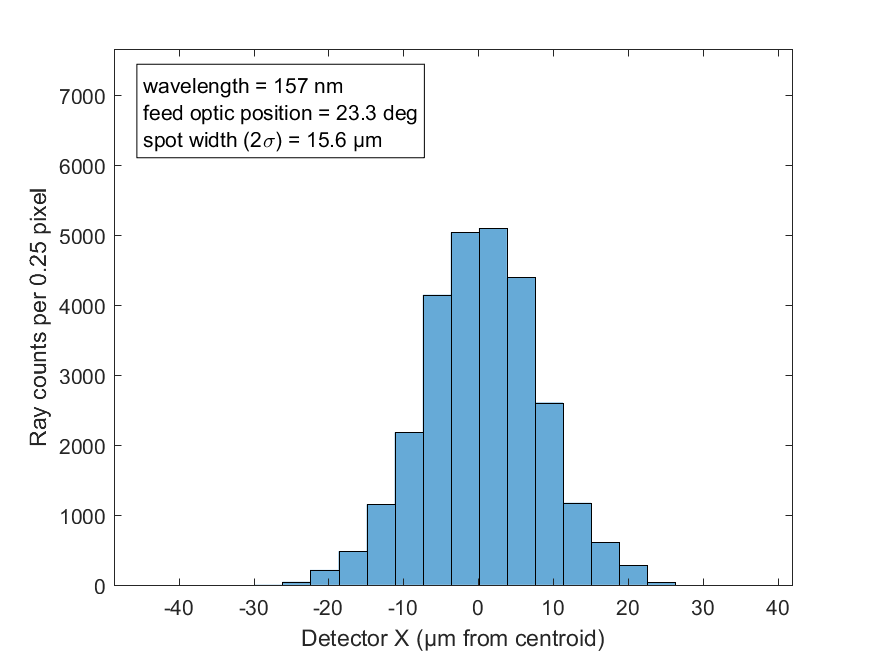 wavelength = 157 nm
feed optic position = 23.3 deg
spot width (2σ) = 15.6 µm
7000
6000
5000
4000
3000
2000
1000
0
Ray counts per 0.25 pixel
-40 -30 -20 -10 0 10 20 30 40
Detector X (µm from centroid)